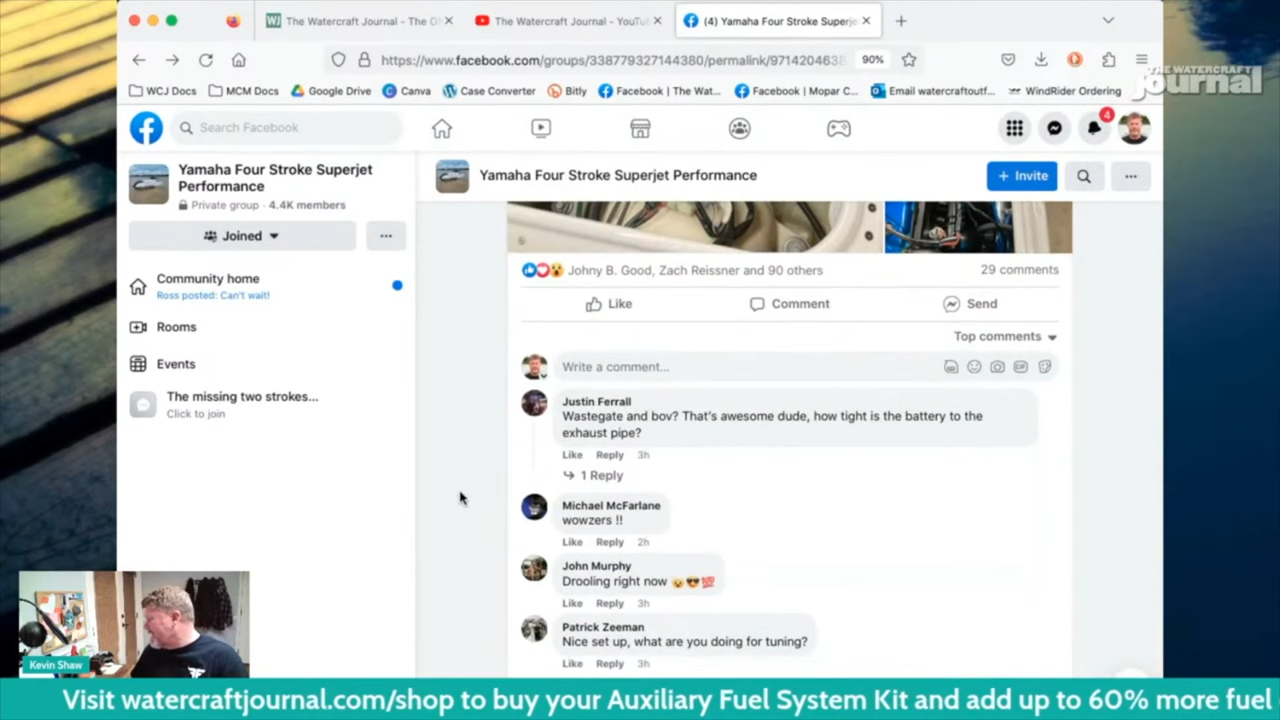 The Watercraft Journal - The O
The Watercraft Journal - YouTu
(4) Yamaha Four Stroke Superje
THE WATERCRAFT
journal
https://www.facebook.com/groups/338779327144380/permalink/9714204638
90%
WCJ Docs
MCM Docs
Google Drive
Canva
Case Converter
Bitly
Facebook | The Wat...
Facebook | Mopar C...
Email watercraftoutf...
WindRider Ordering
Search Facebook
4
Yamaha Four Stroke Superjet
Performance
Private group · 4.4K members
Joined
Community home
Ross posted: Can't wait!
Rooms
Events
The missing two strokes...
Click to join
Yamaha Four Stroke Superjet Performance
+ Invite
Johny B. Good, Zach Reissner and 90 others
29 comments
Like
Comment
Send
Top comments
Write a comment...
Justin Ferrall
Wastegate and bov? That's awesome dude, how tight is the battery to the
exhaust pipe?
Like Reply 3h
1 Reply
Michael McFarlane
wowzers !!
Like Reply 2h
John Murphy
Drooling right now 😺😎💯
Like Reply 3h
Patrick Zeeman
Nice set up, what are you doing for tuning?
Like Reply 3h
Kevin Shaw
Visit watercraftjournal.com/shop to buy your Auxiliary Fuel System Kit and add up to 60% more fuel